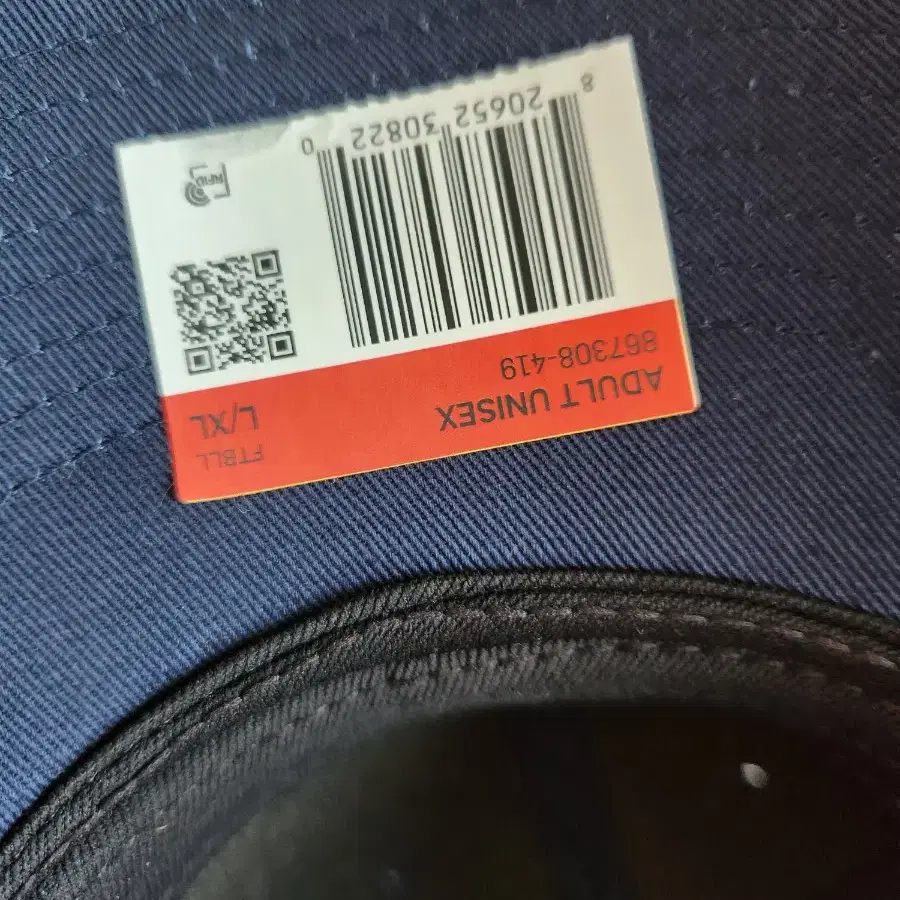 FTBLL
L/XL
ADULT UNISEX
867308-419
RFID
8 20652 30822 0